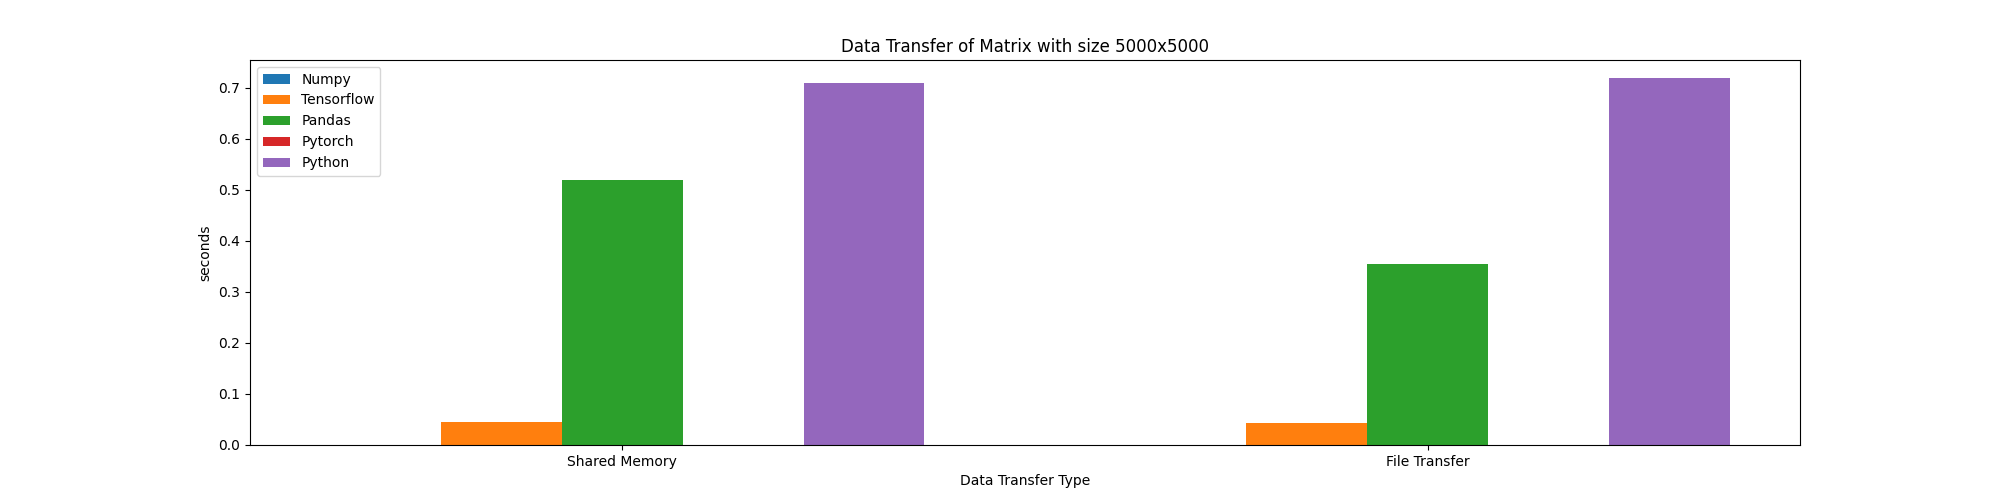 Data Transfer of Matrix with size 5000x5000
Numpy
Tensorflow
Pandas
Pytorch
Python
seconds
0.7
0.6
0.5
0.4
0.3
0.2
0.1
0.0
Shared Memory
File Transfer
Data Transfer Type